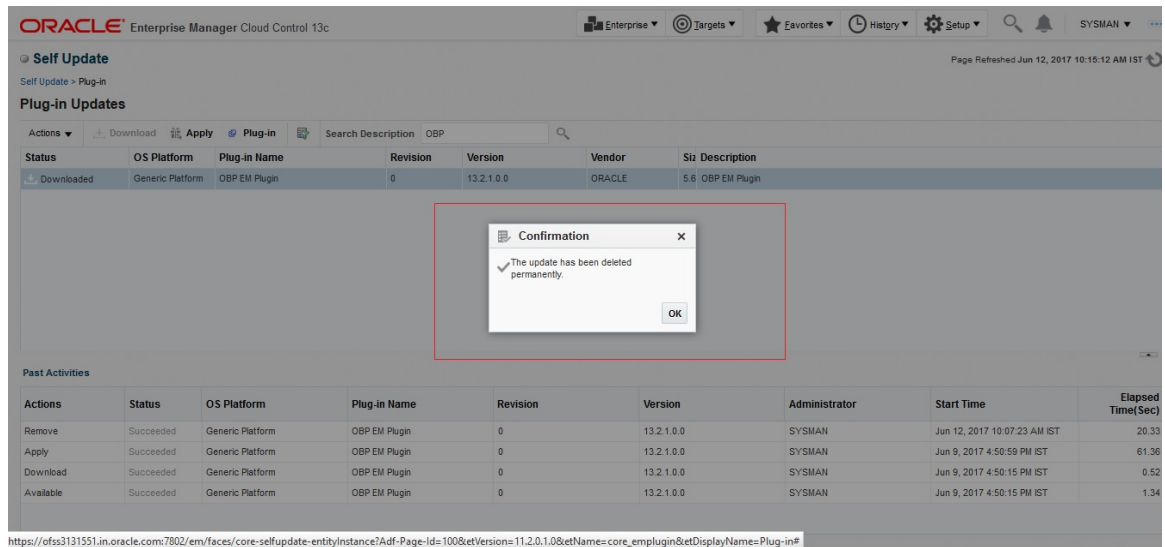 ORACLE Enterprise Manager Cloud Control 13c
Enterprise Targets Favorites History Setup SYSMAN
Self Update
Page Refreshed Jun 12, 2017 10:15:12 AM IST
Self Update > Plug-in
Plug-in Updates
Actions Download Apply Plug-in Search Description OBP
Status OS Platform Plug-in Name Revision Version Vendor Siz Description
Downloaded Generic Platform OBP EM Plugin 0 13.2.1.0.0 ORACLE 5.6 OBP EM Plugin
Confirmation
The update has been deleted
permanently.
OK
Past Activities
Actions Status OS Platform Plug-in Name Revision Version Administrator Start Time Elapsed
Time(Sec)
Remove Succeeded Generic Platform OBP EM Plugin 0 13.2.1.0.0 SYSMAN Jun 12, 2017 10:07:23 AM IST 20.33
Apply Succeeded Generic Platform OBP EM Plugin 0 13.2.1.0.0 SYSMAN Jun 9, 2017 4:50:59 PM IST 61.36
Download Succeeded Generic Platform OBP EM Plugin 0 13.2.1.0.0 SYSMAN Jun 9, 2017 4:50:15 PM IST 0.52
Available Succeeded Generic Platform OBP EM Plugin 0 13.2.1.0.0 SYSMAN Jun 9, 2017 4:50:15 PM IST 1.34
https://ofss3131551.in.oracle.com:7802/em/faces/core-selfupdate-entityInstance?Adf-Page-Id=100&etVersion=11.2.0.1.0&etName=core_emplugin&etDisplayName=Plug-in#